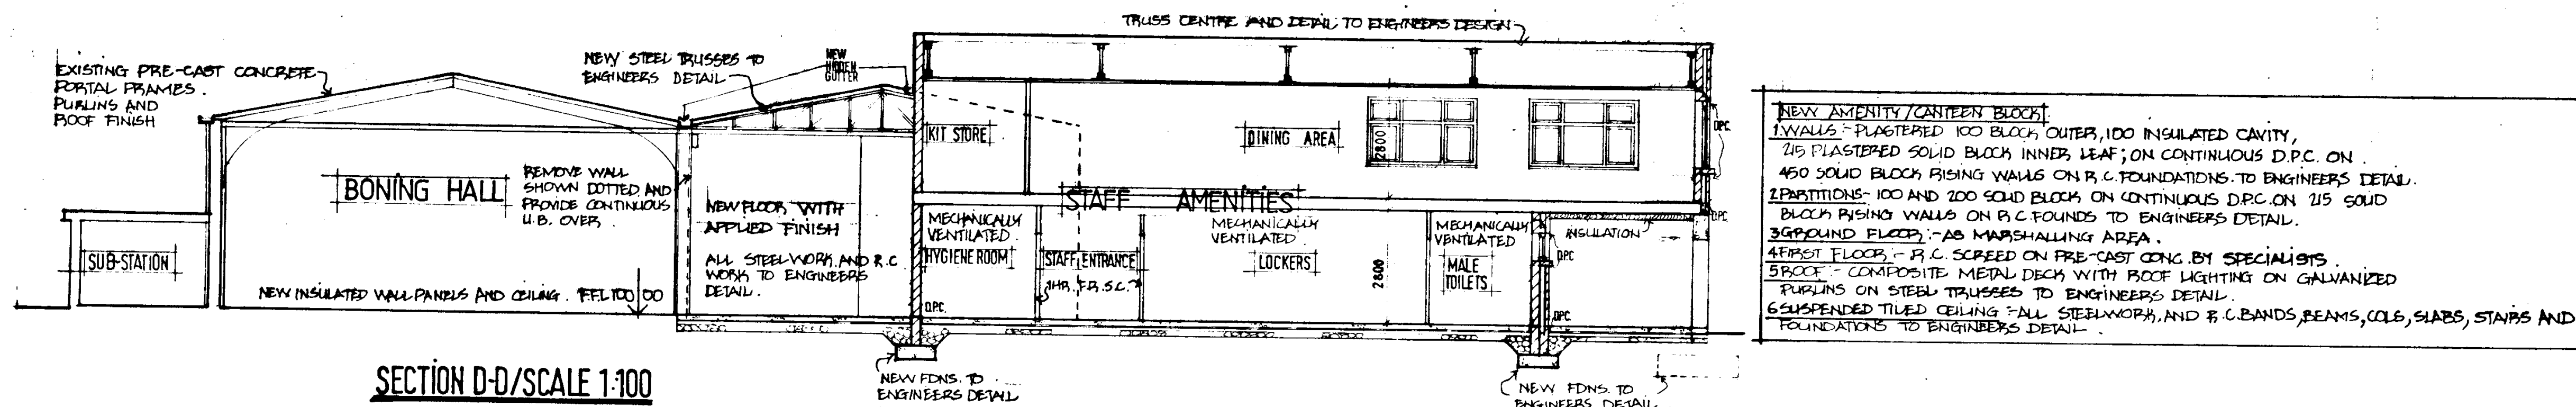 TRUSS CENTRE AND DETAIL TO ENGINEERS DESIGN
EXISTING PRE-CAST CONCRETE
PORTAL FRAMES.
PURLINS AND
ROOF FINISH
NEW STEEL TRUSSES TO
ENGINEERS DETAIL
NEW
HIDDEN
GUTTER
KIT STORE
DINING AREA
2800
D.P.C.
BONING HALL
REMOVE WALL
SHOWN DOTTED AND
PROVIDE CONTINUOUS
U.B. OVER.
NEW FLOOR WITH
APPLIED FINISH
ALL STEELWORK AND R.C.
WORK TO ENGINEERS
DETAIL.
STAFF AMENITIES
MECHANICALLY
VENTILATED.
HYGIENE ROOM
STAFF ENTRANCE
1HR. F.R.S.C.
MECHANICALLY
VENTILATED.
LOCKERS
2800
MECHANICALLY
VENTILATED
MALE
TOILETS
INSULATION
D.P.C.
DPC
DPC
D.P.C.
SUB-STATION
NEW INSULATED WALL PANELS AND CEILING. F.F.L 100 00
SECTION D-D/SCALE 1:100
NEW FDNS. TO
ENGINEERS DETAIL
NEW FDNS. TO
ENGINEERS DETAIL
NEW AMENITY/CANTEEN BLOCK
1 WALLS:- PLASTERED 100 BLOCK OUTER, 100 INSULATED CAVITY,
215 PLASTERED SOLID BLOCK INNER LEAF; ON CONTINUOUS D.P.C. ON
450 SOLID BLOCK RISING WALLS ON R.C. FOUNDATIONS. TO ENGINEERS DETAIL.
2 PARTITIONS- 100 AND 200 SOLID BLOCK ON CONTINUOUS D.P.C. ON 215 SOLID
BLOCK RISING WALLS ON R.C. FOUNDS TO ENGINEERS DETAIL.
3 GROUND FLOOR:- AS MARSHALLING AREA.
4 FIRST FLOOR:- R.C. SCREED ON PRE-CAST CONC. BY SPECIALISTS.
5 ROOF:- COMPOSITE METAL DECK WITH ROOF LIGHTING ON GALVANIZED
PURLINS ON STEEL TRUSSES TO ENGINEERS DETAIL.
6 SUSPENDED TILED CEILING:- ALL STEELWORK, AND R.C. BANDS, BEAMS, COLS, SLABS, STAIRS AND
FOUNDATIONS TO ENGINEERS DETAIL.